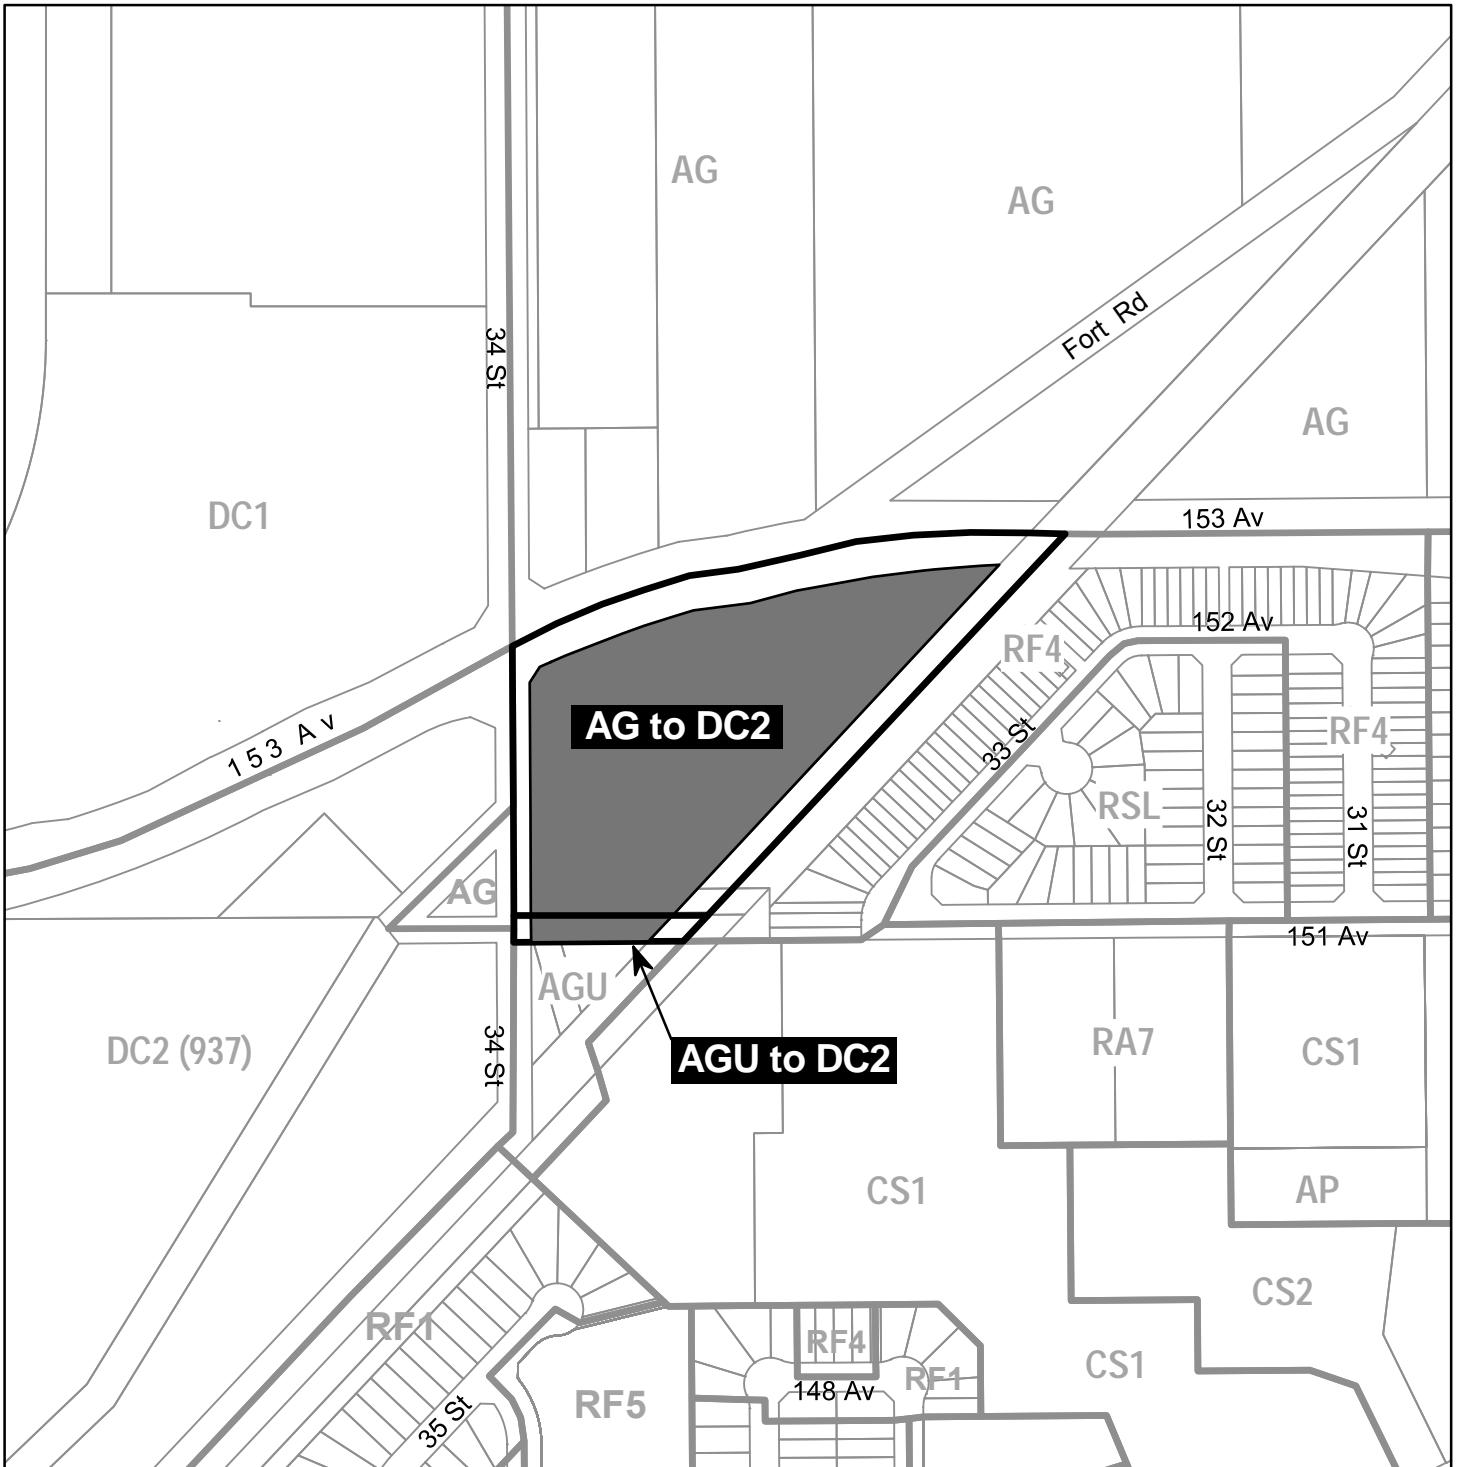 AG
AG
34 St
Fort Rd
AG
DC1
153 Av
152 Av
RF4
AG to DC2
153 Av
33 St
RF4
RSL
32 St
31 St
AG
151 Av
AGU
DC2 (937)
34 St
AGU to DC2
RA7
CS1
CS1
AP
CS2
RF1
RF4
CS1
RF1
148 Av
RF5
35 St